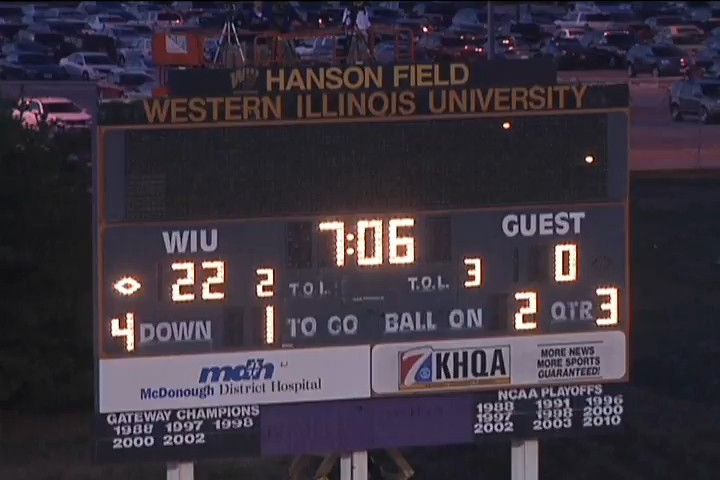 HANSON FIELD
WESTERN ILLINOIS UNIVERSITY
WIU 7:06 GUEST
22 2 T.O.L. T.O.L. 3 0
4 DOWN 1 TO GO BALL ON 2 QTR 3
mdh
McDonough District Hospital
7 KHQA
MORE NEWS
MORE SPORTS
GUARANTEED!
GATEWAY CHAMPIONS
1988 1997 1998
2000 2002
NCAA PLAYOFFS
1988 1991 1996
1997 1998 2000
2002 2003 2010